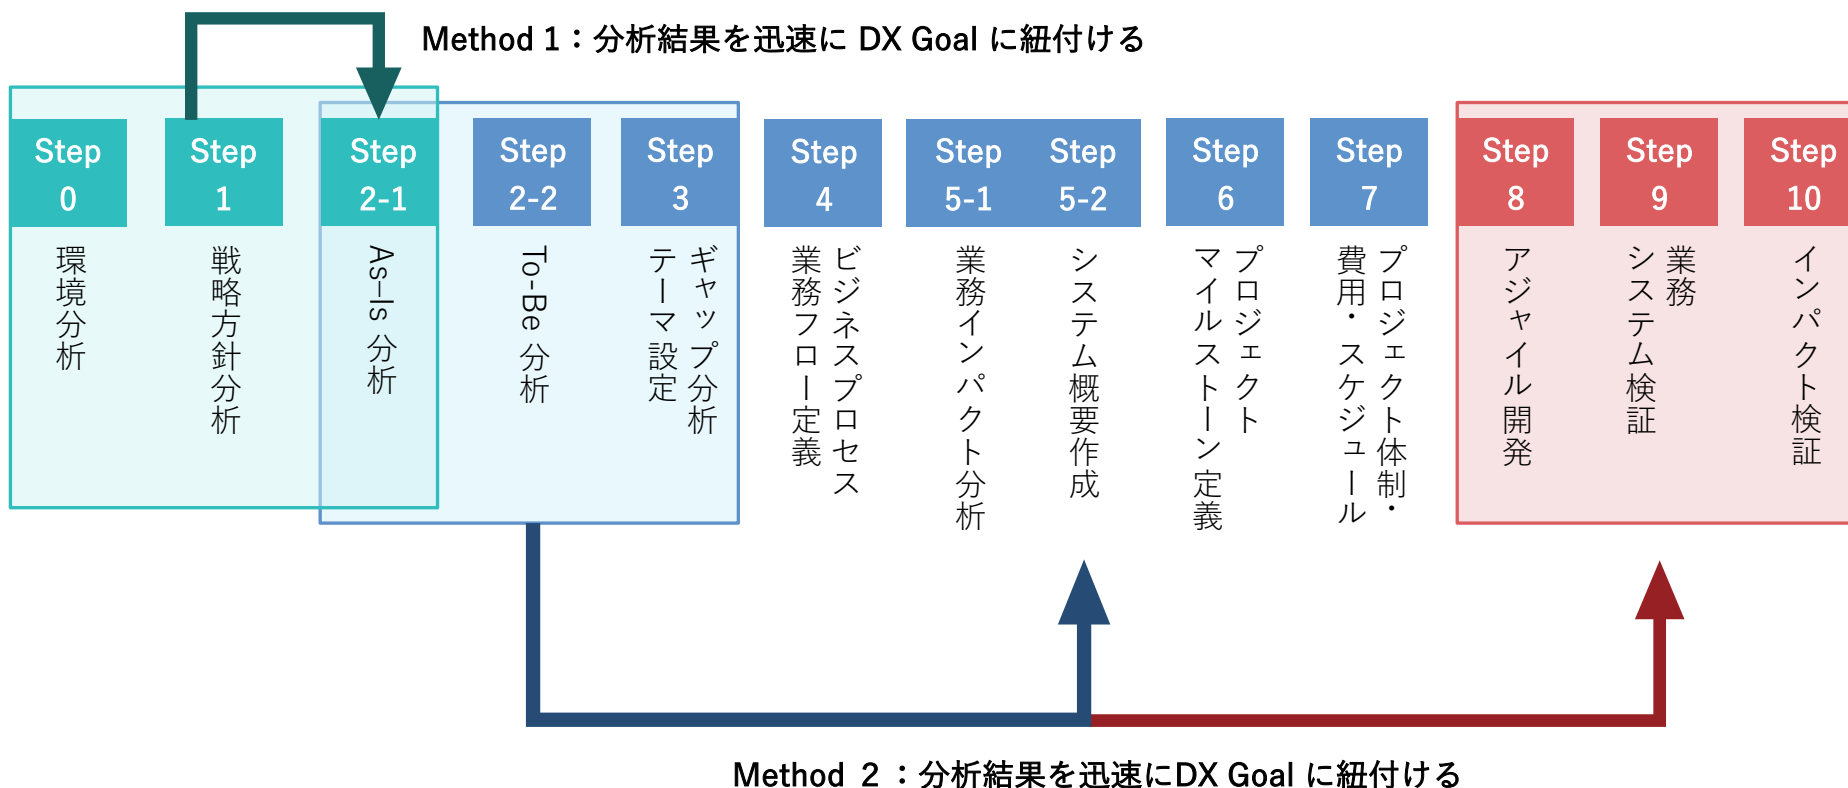 Method 1：分析結果を迅速に DX Goal に紐付ける
Step
0
環境分析
Step
1
戦略方針分析
Step
2-1
As–Is 分析
Step
2-2
To-Be 分析
Step
3
ギャップ分析
テーマ設定
Step
4
ビジネスプロセス
業務フロー定義
Step
5-1
業務インパクト分析
Step
5-2
システム概要作成
Step
6
プロジェクト
マイルストーン定義
Step
7
プロジェクト体制・
費用・スケジュール
Step
8
アジャイル開発
Step
9
業務
システム検証
Step
10
インパクト検証
Method ２：分析結果を迅速にDX Goal に紐付ける